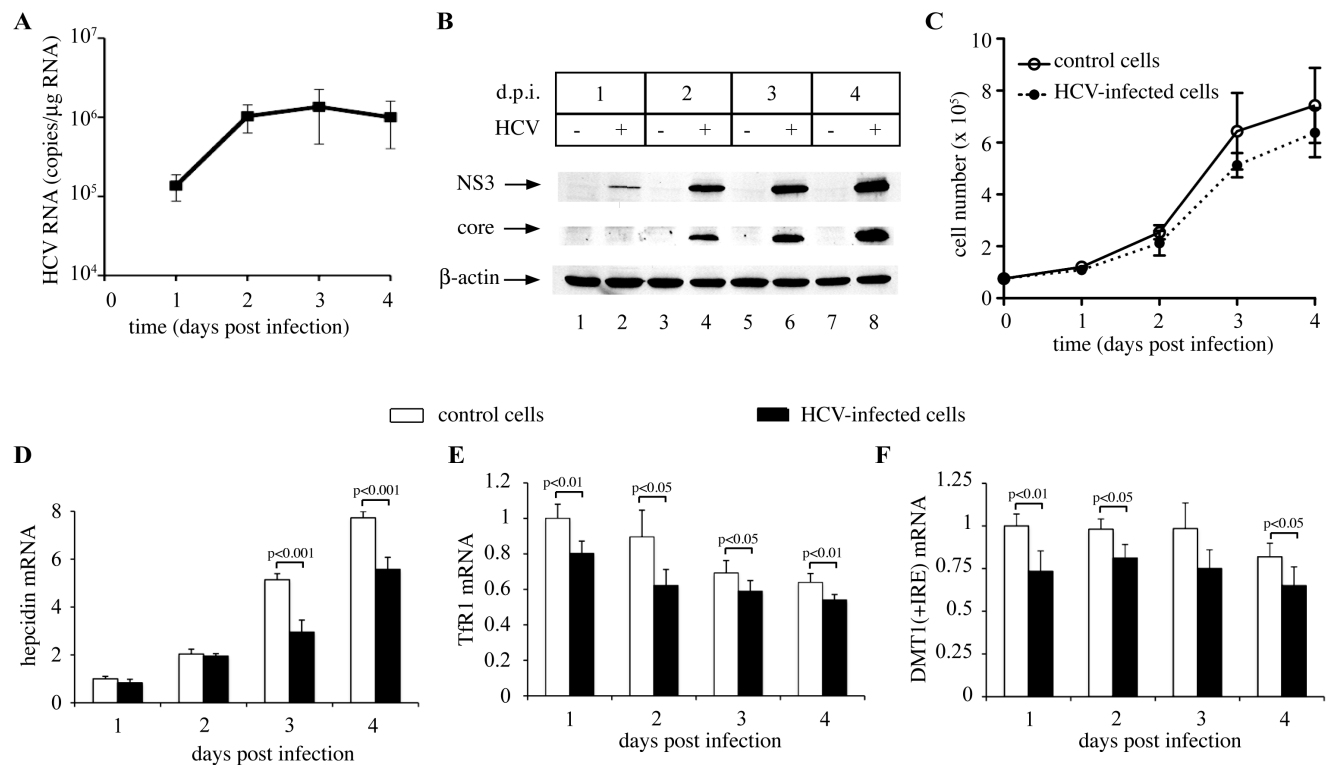 A
HCV RNA (copies/µg RNA)
10⁷
10⁶
10⁵
10⁴
0 1 2 3 4
time (days post infection)
B
d.p.i. 1 2 3 4
HCV - + - + - + - +
NS3
core
β-actin
1 2 3 4 5 6 7 8
C
control cells
HCV-infected cells
cell number (x 10⁵)
10
8
6
4
2
0
0 1 2 3 4
time (days post infection)
control cells
HCV-infected cells
D
hepcidin mRNA
8
6
4
2
0
p<0.001
p<0.001
1 2 3 4
days post infection
E
TfR1 mRNA
1.2
1
0.8
0.6
0.4
0.2
0
p<0.01
p<0.05
p<0.05
p<0.01
1 2 3 4
days post infection
F
DMT1(+IRE) mRNA
1.25
1
0.75
0.5
0.25
0
p<0.01
p<0.05
p<0.05
1 2 3 4
days post infection